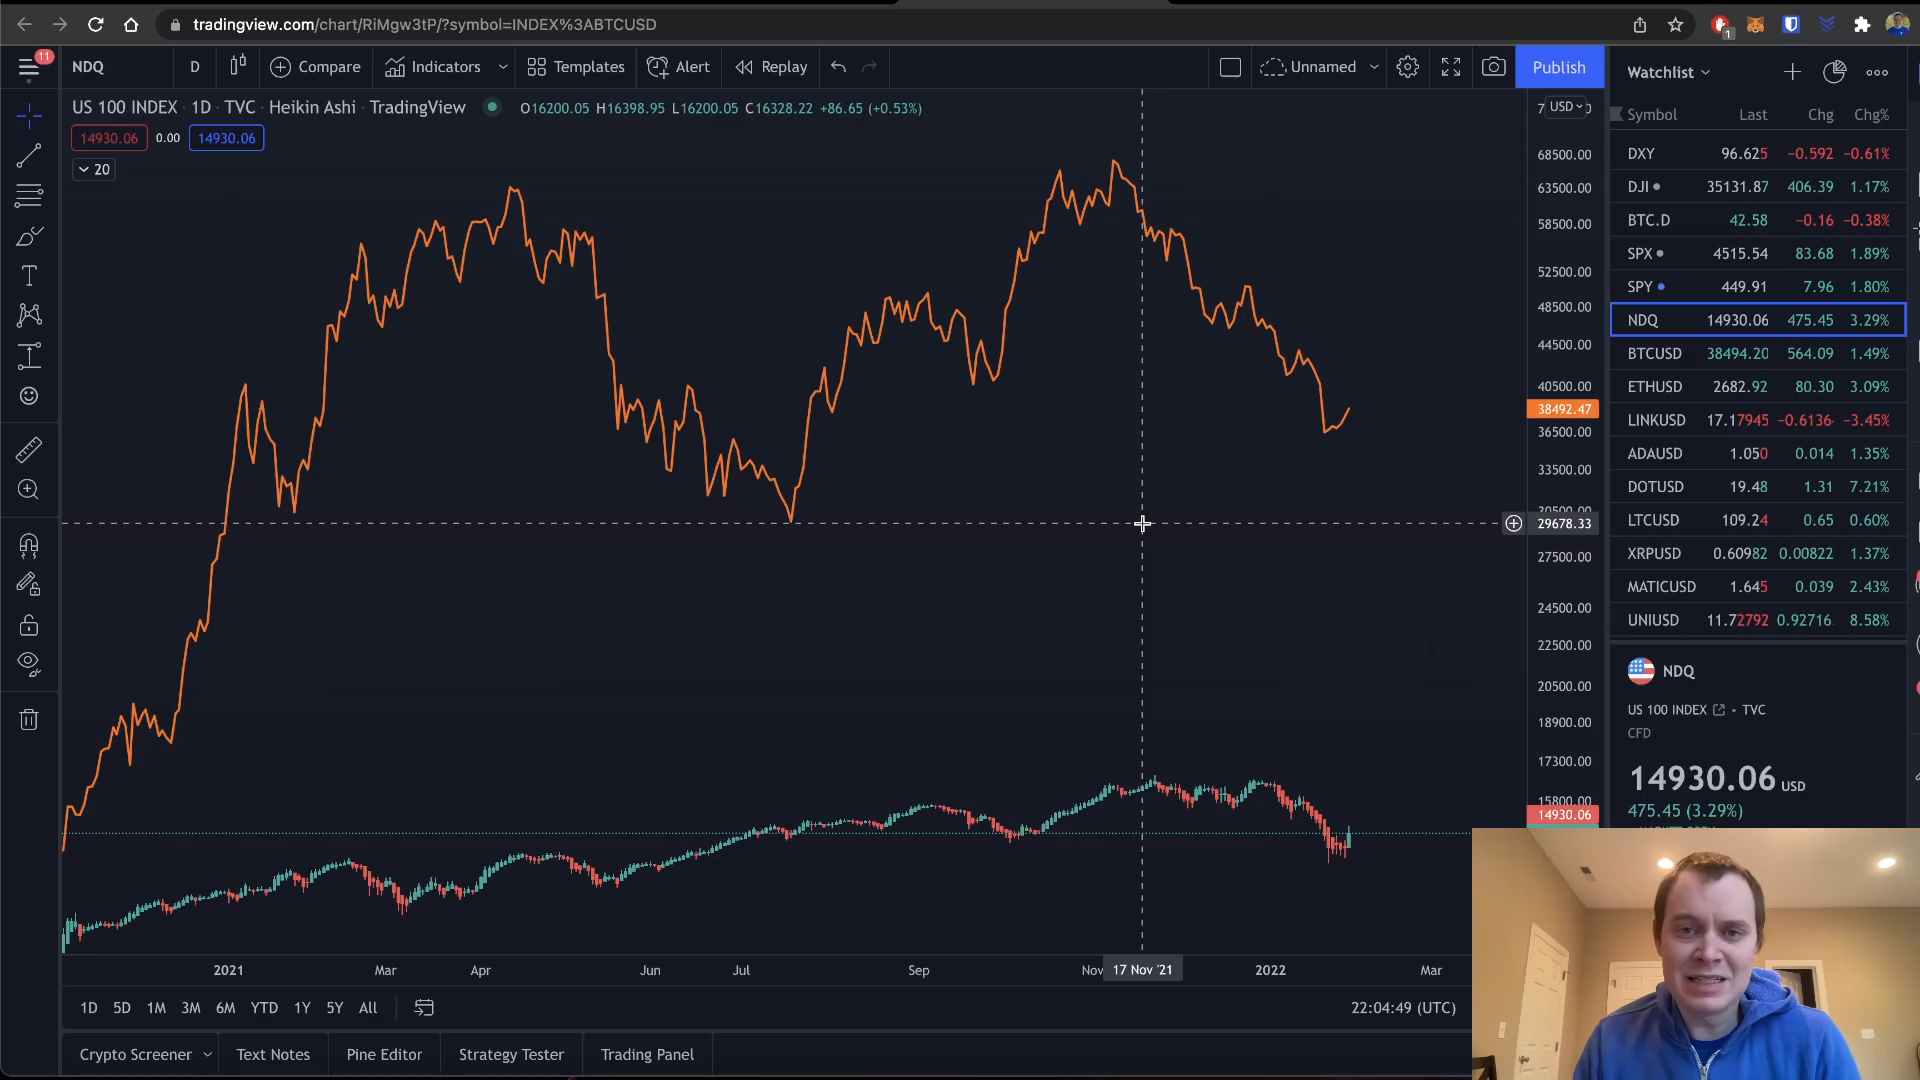 tradingview.com/chart/RiMgw3tP/?symbol=INDEX%3ABTCUSD
1
11
NDQ D Compare Indicators Templates Alert Replay Unnamed Publish
US 100 INDEX · 1D · TVC · Heikin Ashi · TradingView O16200.05 H16398.95 L16200.05 C16328.22 +86.65 (+0.53%)
14930.06 0.00 14930.06
20
USD
68500.00
63500.00
58500.00
52500.00
48500.00
44500.00
40500.00
38492.47
36500.00
33500.00
29678.33
27500.00
24500.00
22500.00
20500.00
18900.00
17300.00
15800.00
14930.06
2021 Mar Apr Jun Jul Sep Nov 17 Nov '21 2022 Mar
1D 5D 1M 3M 6M YTD 1Y 5Y All 22:04:49 (UTC)
Crypto Screener Text Notes Pine Editor Strategy Tester Trading Panel
Watchlist
Symbol Last Chg Chg%
DXY 96.625 −0.592 −0.61%
DJI 35131.87 406.39 1.17%
BTC.D 42.58 −0.16 −0.38%
SPX 4515.54 83.68 1.89%
SPY 449.91 7.96 1.80%
NDQ 14930.06 475.45 3.29%
BTCUSD 38494.20 564.09 1.49%
ETHUSD 2682.92 80.30 3.09%
LINKUSD 17.17945 −0.6136 −3.45%
ADAUSD 1.050 0.014 1.35%
DOTUSD 19.48 1.31 7.21%
LTCUSD 109.24 0.65 0.60%
XRPUSD 0.60982 0.00822 1.37%
MATICUSD 1.645 0.039 2.43%
UNIUSD 11.72792 0.92716 8.58%
NDQ
US 100 INDEX · TVC
CFD
14930.06 USD
475.45 (3.29%)